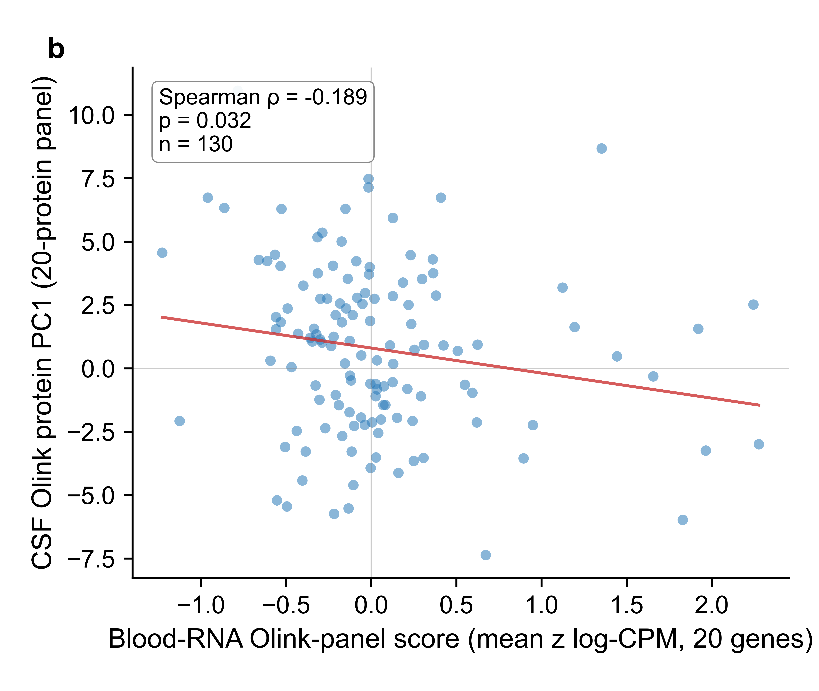 b
Spearman ρ = -0.189
p = 0.032
n = 130
CSF Olink protein PC1 (20-protein panel)
10.0
7.5
5.0
2.5
0.0
−2.5
−5.0
−7.5
−1.0 −0.5 0.0 0.5 1.0 1.5 2.0
Blood-RNA Olink-panel score (mean z log-CPM, 20 genes)